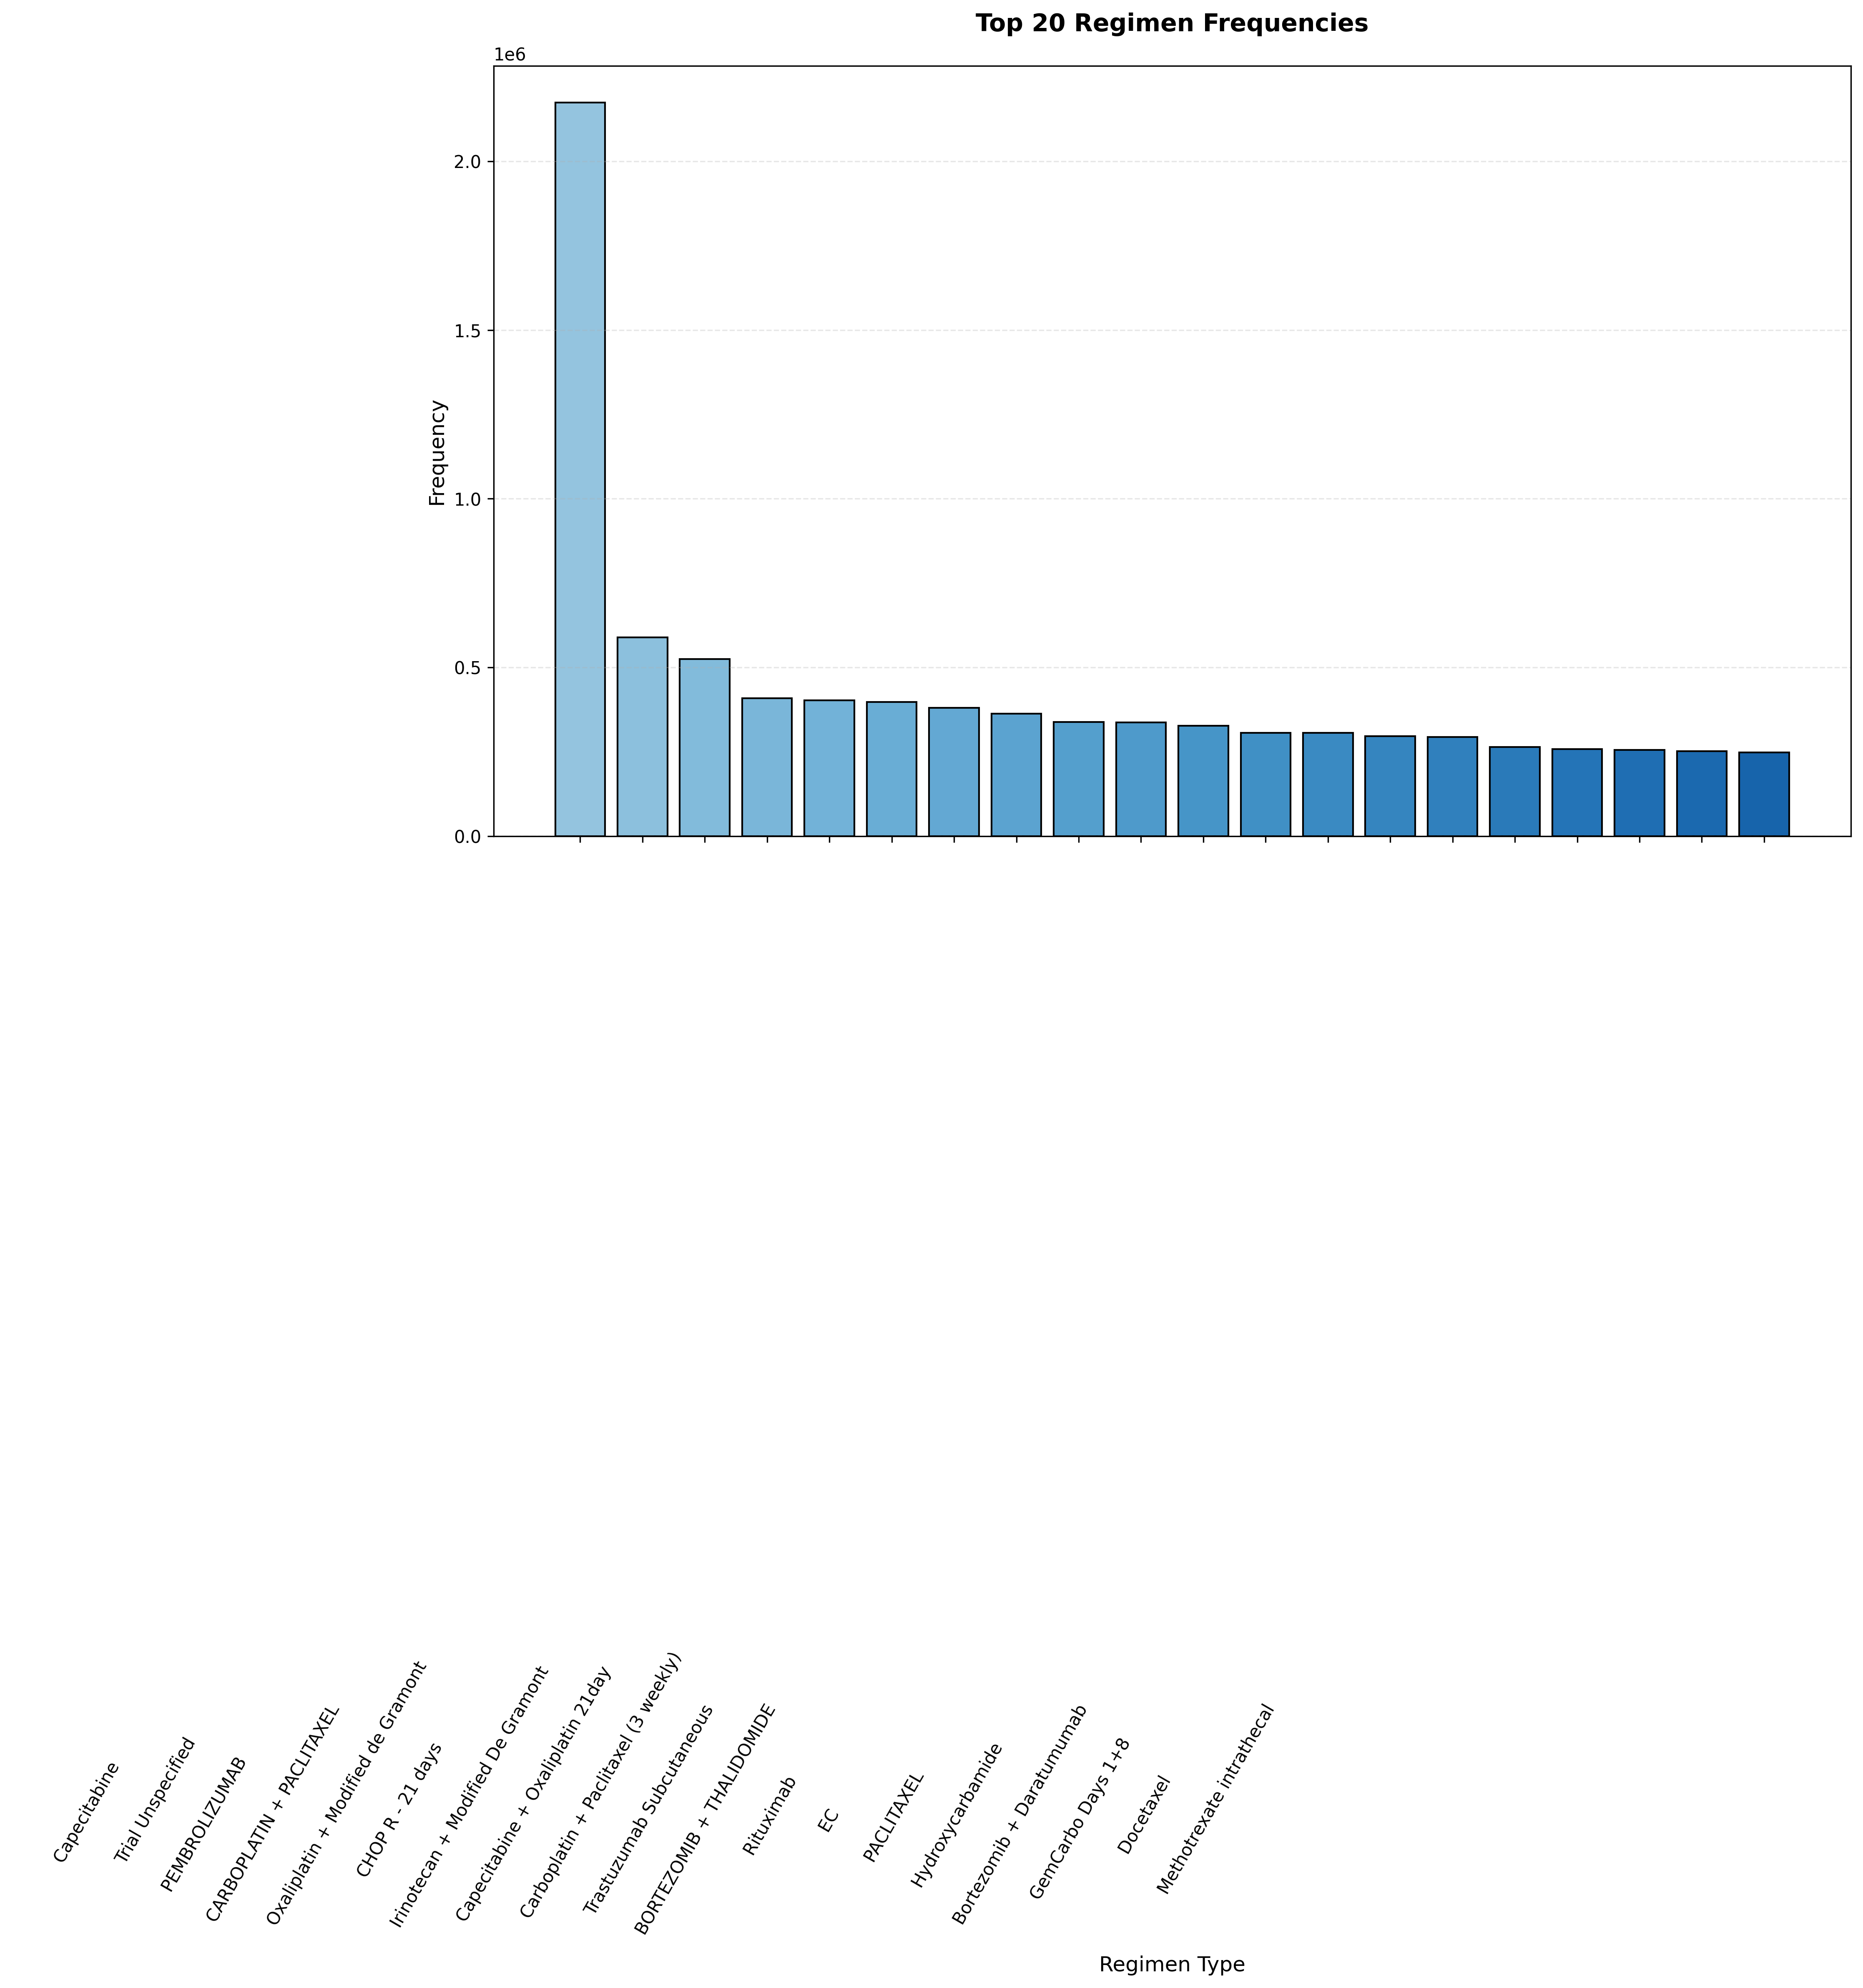 Top 20 Regimen Frequencies
1e6
2.0
1.5
1.0
0.5
0.0
Frequency
Capecitabine
Trial Unspecified
PEMBROLIZUMAB
CARBOPLATIN + PACLITAXEL
Oxaliplatin + Modified de Gramont
CHOP R - 21 days
Irinotecan + Modified De Gramont
Capecitabine + Oxaliplatin 21day
Carboplatin + Paclitaxel (3 weekly)
Trastuzumab Subcutaneous
BORTEZOMIB + THALIDOMIDE
Rituximab
EC
PACLITAXEL
Hydroxycarbamide
Bortezomib + Daratumumab
GemCarbo Days 1+8
Docetaxel
Methotrexate intrathecal
Regimen Type